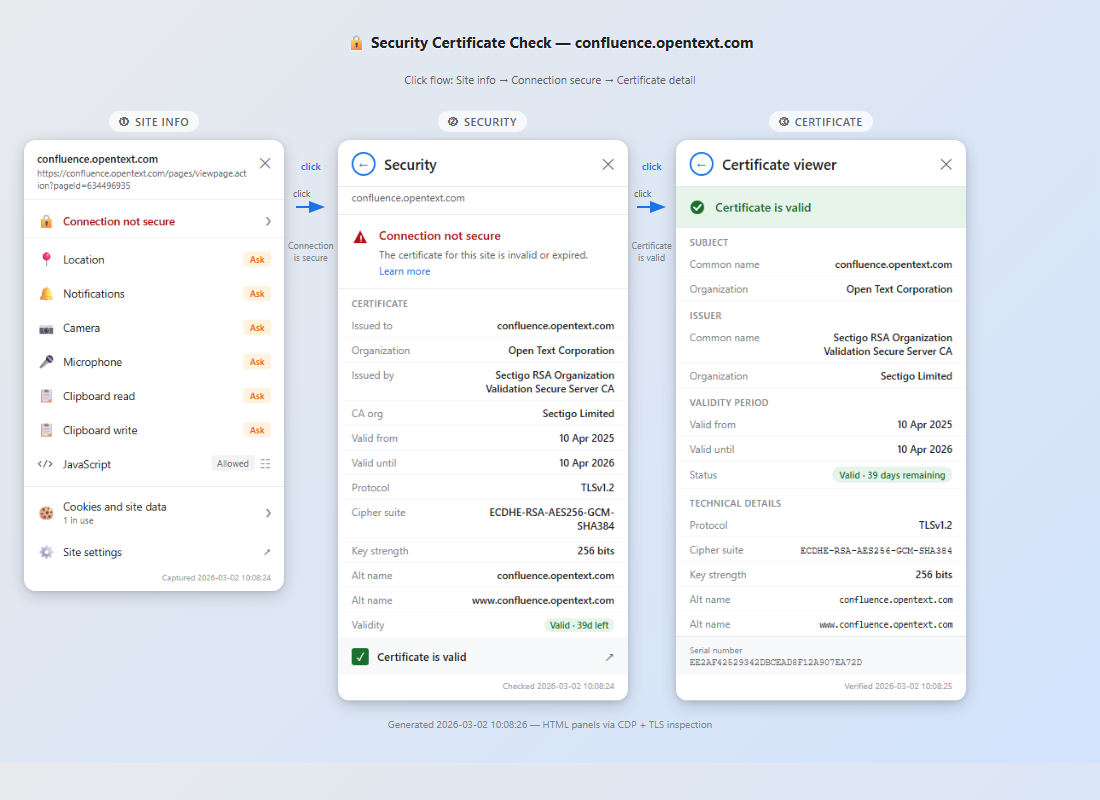 🔒 Security Certificate Check — confluence.opentext.com
Click flow: Site info → Connection secure → Certificate detail
① SITE INFO
confluence.opentext.com
https://confluence.opentext.com/pages/viewpage.act
ion?pageId=634496935
Connection not secure
Location Ask
Notifications Ask
Camera Ask
Microphone Ask
Clipboard read Ask
Clipboard write Ask
</> JavaScript Allowed
Cookies and site data
1 in use
Site settings ↗
Captured 2026-03-02 10:08:24
click
click
Connection
is secure
② SECURITY
← Security
confluence.opentext.com
Connection not secure
The certificate for this site is invalid or expired.
Learn more
CERTIFICATE
Issued to confluence.opentext.com
Organization Open Text Corporation
Issued by Sectigo RSA Organization
Validation Secure Server CA
CA org Sectigo Limited
Valid from 10 Apr 2025
Valid until 10 Apr 2026
Protocol TLSv1.2
Cipher suite ECDHE-RSA-AES256-GCM-
SHA384
Key strength 256 bits
Alt name confluence.opentext.com
Alt name www.confluence.opentext.com
Validity Valid · 39d left
Certificate is valid ↗
Checked 2026-03-02 10:08:24
click
click
Certificate
is valid
③ CERTIFICATE
← Certificate viewer
Certificate is valid
SUBJECT
Common name confluence.opentext.com
Organization Open Text Corporation
ISSUER
Common name Sectigo RSA Organization
Validation Secure Server CA
Organization Sectigo Limited
VALIDITY PERIOD
Valid from 10 Apr 2025
Valid until 10 Apr 2026
Status Valid · 39 days remaining
TECHNICAL DETAILS
Protocol TLSv1.2
Cipher suite ECDHE-RSA-AES256-GCM-SHA384
Key strength 256 bits
Alt name confluence.opentext.com
Alt name www.confluence.opentext.com
Serial number
EE2AF42529342DBCEAD8F12A907EA72D
Verified 2026-03-02 10:08:25
Generated 2026-03-02 10:08:26 — HTML panels via CDP + TLS inspection